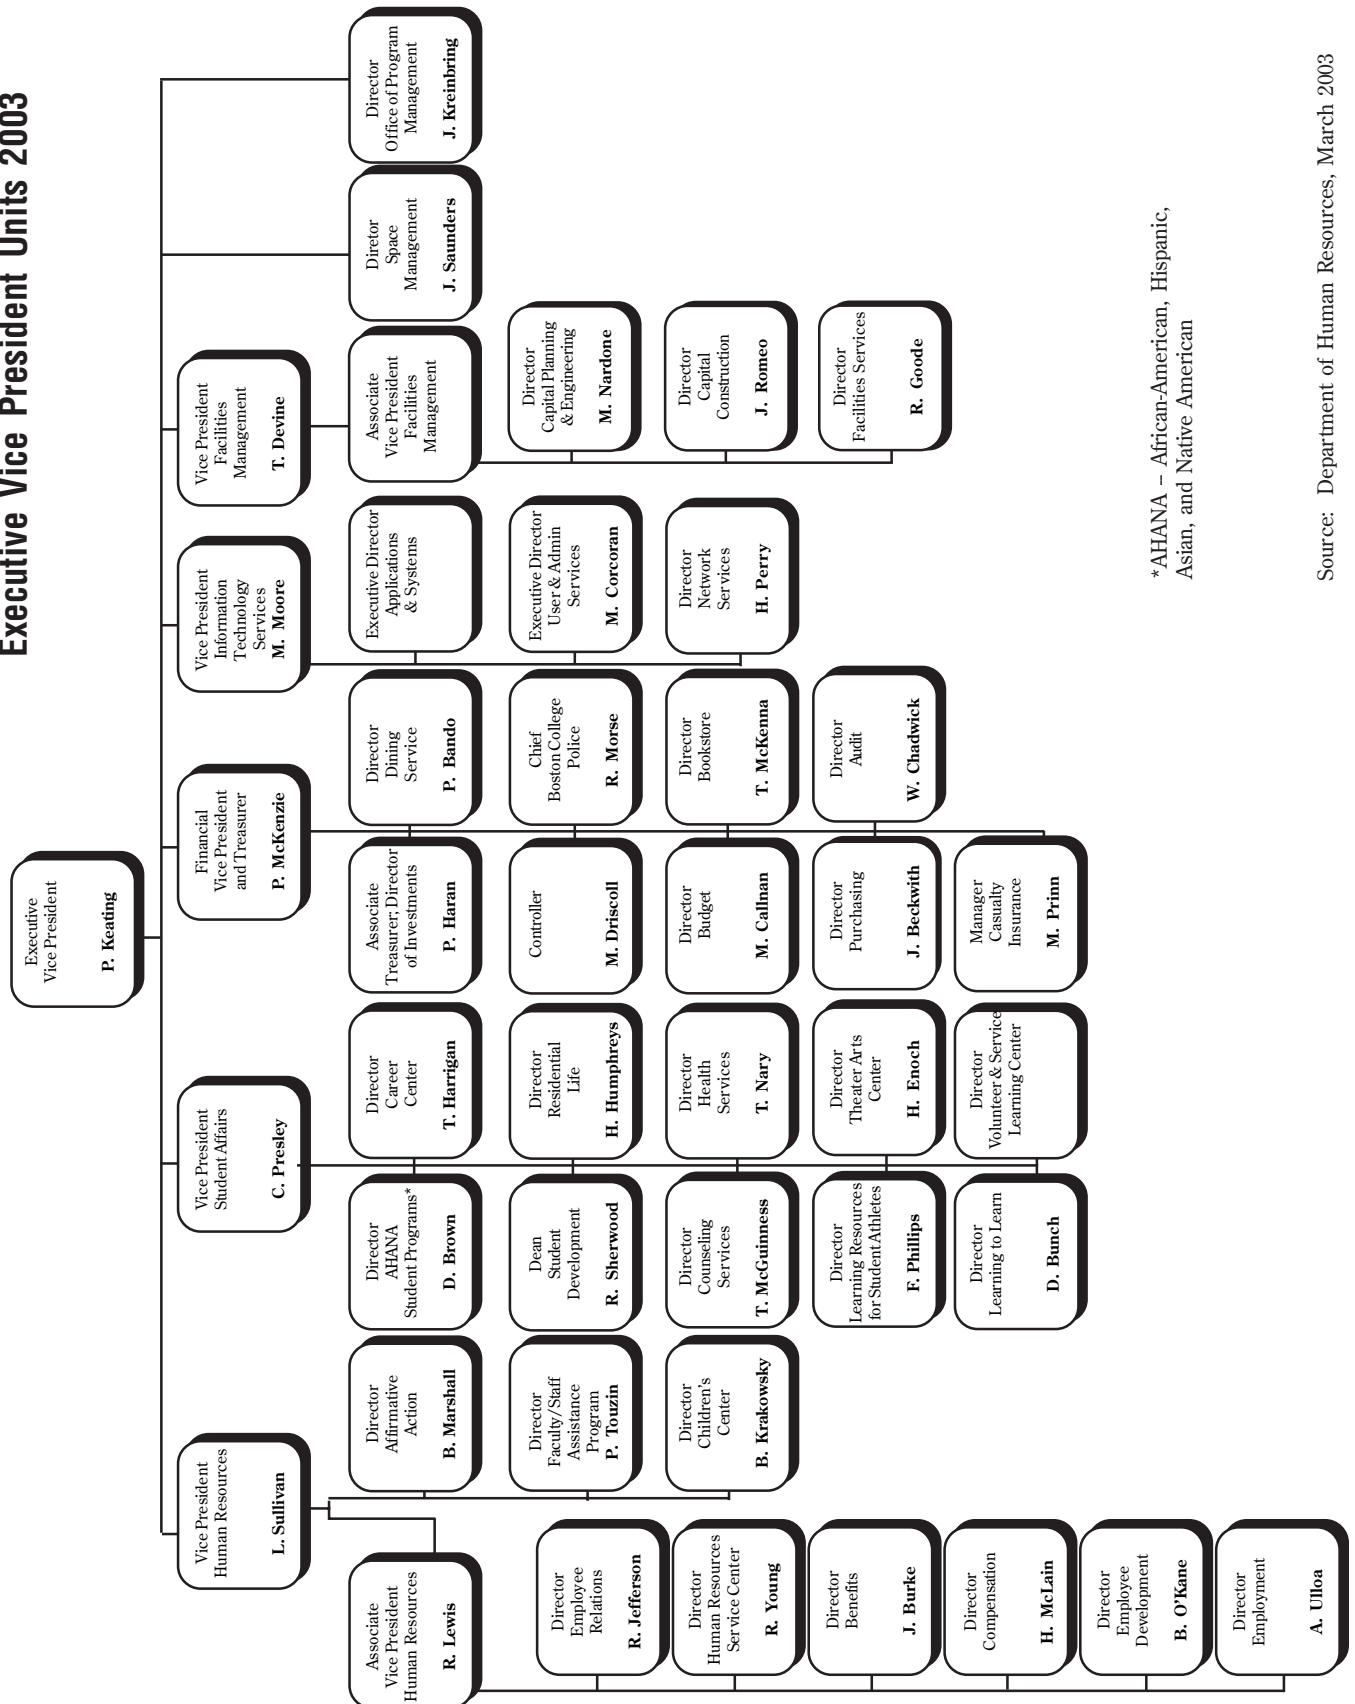 Executive Vice President Units 2003
Executive
Vice President
P. Keating
Vice President
Human Resources
L. Sullivan
Vice President
Student Affairs
C. Presley
Financial
Vice President
and Treasurer
P. McKenzie
Vice President
Information
Technology
Services
M. Moore
Vice President
Facilities
Management
T. Devine
Associate
Vice President
Human Resources
R. Lewis
Director
Employee
Relations
R. Jefferson
Director
Human Resources
Service Center
R. Young
Director
Benefits
J. Burke
Director
Compensation
H. McLain
Director
Employee
Development
B. O'Kane
Director
Employment
A. Ulloa
Director
Affirmative
Action
B. Marshall
Director
Faculty/Staff
Assistance
Program
P. Touzin
Director
Children's
Center
B. Krakowsky
Director
AHANA
Student Programs*
D. Brown
Dean
Student
Development
R. Sherwood
Director
Counseling
Services
T. McGuinness
Director
Learning Resources
for Student Athletes
F. Phillips
Director
Learning to Learn
D. Bunch
Director
Career
Center
T. Harrigan
Director
Residential
Life
H. Humphreys
Director
Health
Services
T. Nary
Director
Theater Arts
Center
H. Enoch
Director
Volunteer & Service
Learning Center
Associate
Treasurer; Director
of Investments
P. Haran
Controller
M. Driscoll
Director
Budget
M. Callnan
Director
Purchasing
J. Beckwith
Manager
Casualty
Insurance
M. Prinn
Director
Dining
Service
P. Bando
Chief
Boston College
Police
R. Morse
Director
Bookstore
T. McKenna
Director
Audit
W. Chadwick
Executive Director
Applications
& Systems
Executive Director
User & Admin
Services
M. Corcoran
Director
Network
Services
H. Perry
Associate
Vice President
Facilities
Management
Director
Capital Planning
& Engineering
M. Nardone
Director
Capital
Construction
J. Romeo
Director
Facilities Services
R. Goode
Diretor
Space
Management
J. Saunders
Director
Office of Program
Management
J. Kreinbring
*AHANA – African-American, Hispanic,
Asian, and Native American
Source: Department of Human Resources, March 2003